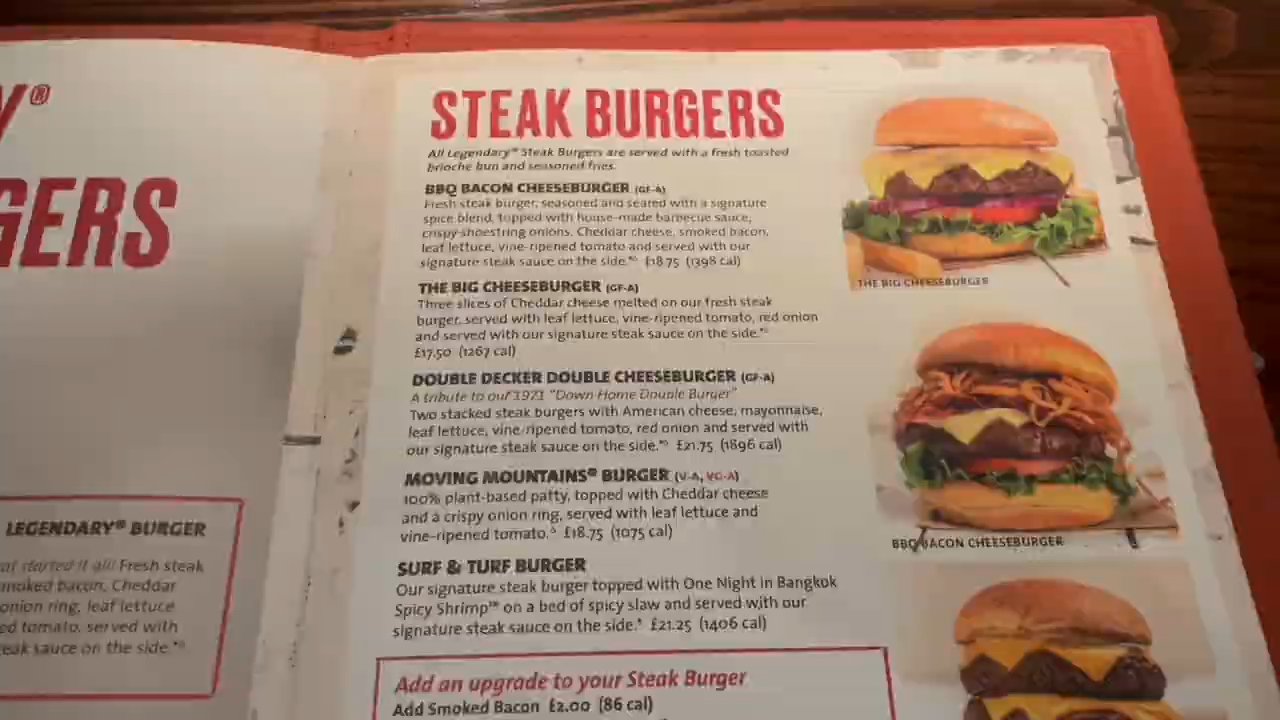 Y®
GERS
LEGENDARY® BURGER
started it all! Fresh steak
smoked bacon, Cheddar
onion ring, leaf lettuce
tomato, served with
steak sauce on the side.
STEAK BURGERS
All Legendary® Steak Burgers are served with a fresh toasted
brioche bun and seasoned fries.
BBQ BACON CHEESEBURGER (GF-A)
Fresh steak burger, seasoned and seared with a signature
spice blend, topped with house-made barbecue sauce,
crispy shoestring onions, Cheddar cheese, smoked bacon,
leaf lettuce, vine-ripened tomato and served with our
signature steak sauce on the side. £18.75 (1398 cal)
THE BIG CHEESEBURGER (GF-A)
Three slices of Cheddar cheese melted on our fresh steak
burger, served with leaf lettuce, vine-ripened tomato, red onion
and served with our signature steak sauce on the side.
£17.50 (1267 cal)
DOUBLE DECKER DOUBLE CHEESEBURGER (GF-A)
A tribute to our 1971 "Down Home Double Burger"
Two stacked steak burgers with American cheese, mayonnaise,
leaf lettuce, vine-ripened tomato, red onion and served with
our signature steak sauce on the side. £21.75 (1896 cal)
MOVING MOUNTAINS® BURGER (V-A, VG-A)
100% plant-based patty, topped with Cheddar cheese
and a crispy onion ring, served with leaf lettuce and
vine-ripened tomato. £18.75 (1075 cal)
SURF & TURF BURGER
Our signature steak burger topped with One Night in Bangkok
Spicy Shrimp™ on a bed of spicy slaw and served with our
signature steak sauce on the side.* £21.25 (1406 cal)
Add an upgrade to your Steak Burger
Add Smoked Bacon £2.00 (86 cal)
THE BIG CHEESEBURGER
BBQ BACON CHEESEBURGER